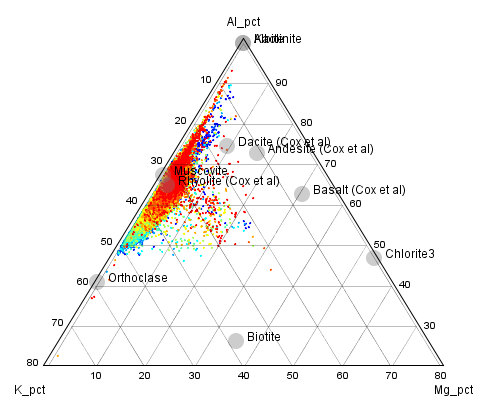 Al_pct
Kaolinite
10
90
20
80
Dacite (Cox et al)
Andesite (Cox et al)
30
70
Muscovite
Rhyolite (Cox et al)
Basalt (Cox et al)
40
60
50
50
Chlorite3
Orthoclase
60
40
70
30
Biotite
80
10
20
30
40
50
60
70
80
K_pct
Mg_pct